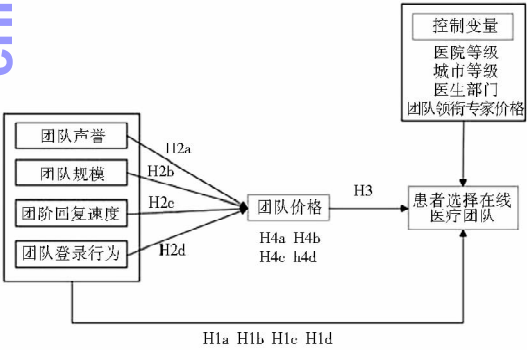 cm
控制变量
医院等级
城市等级
医生部门
团队领衔专家价格
团队声誉
H2a
团队规模
H2b
团阶回复速度
H2c
团队登录行为
H2d
团队价格
H3
患者选择在线
医疗团队
H4a H4b
H4c h4d
H1a H1b H1c H1d